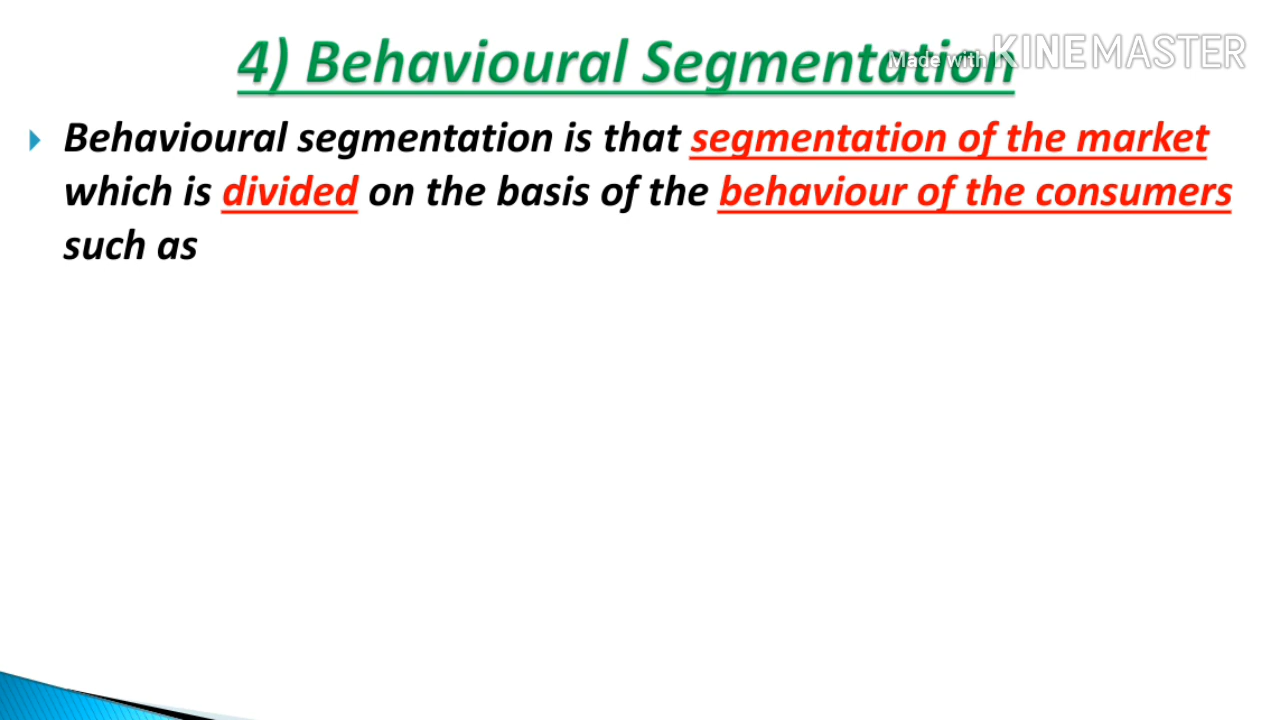 4) Behavioural Segmentation
Made with KINEMASTER
Behavioural segmentation is that segmentation of the market
which is divided on the basis of the behaviour of the consumers
such as